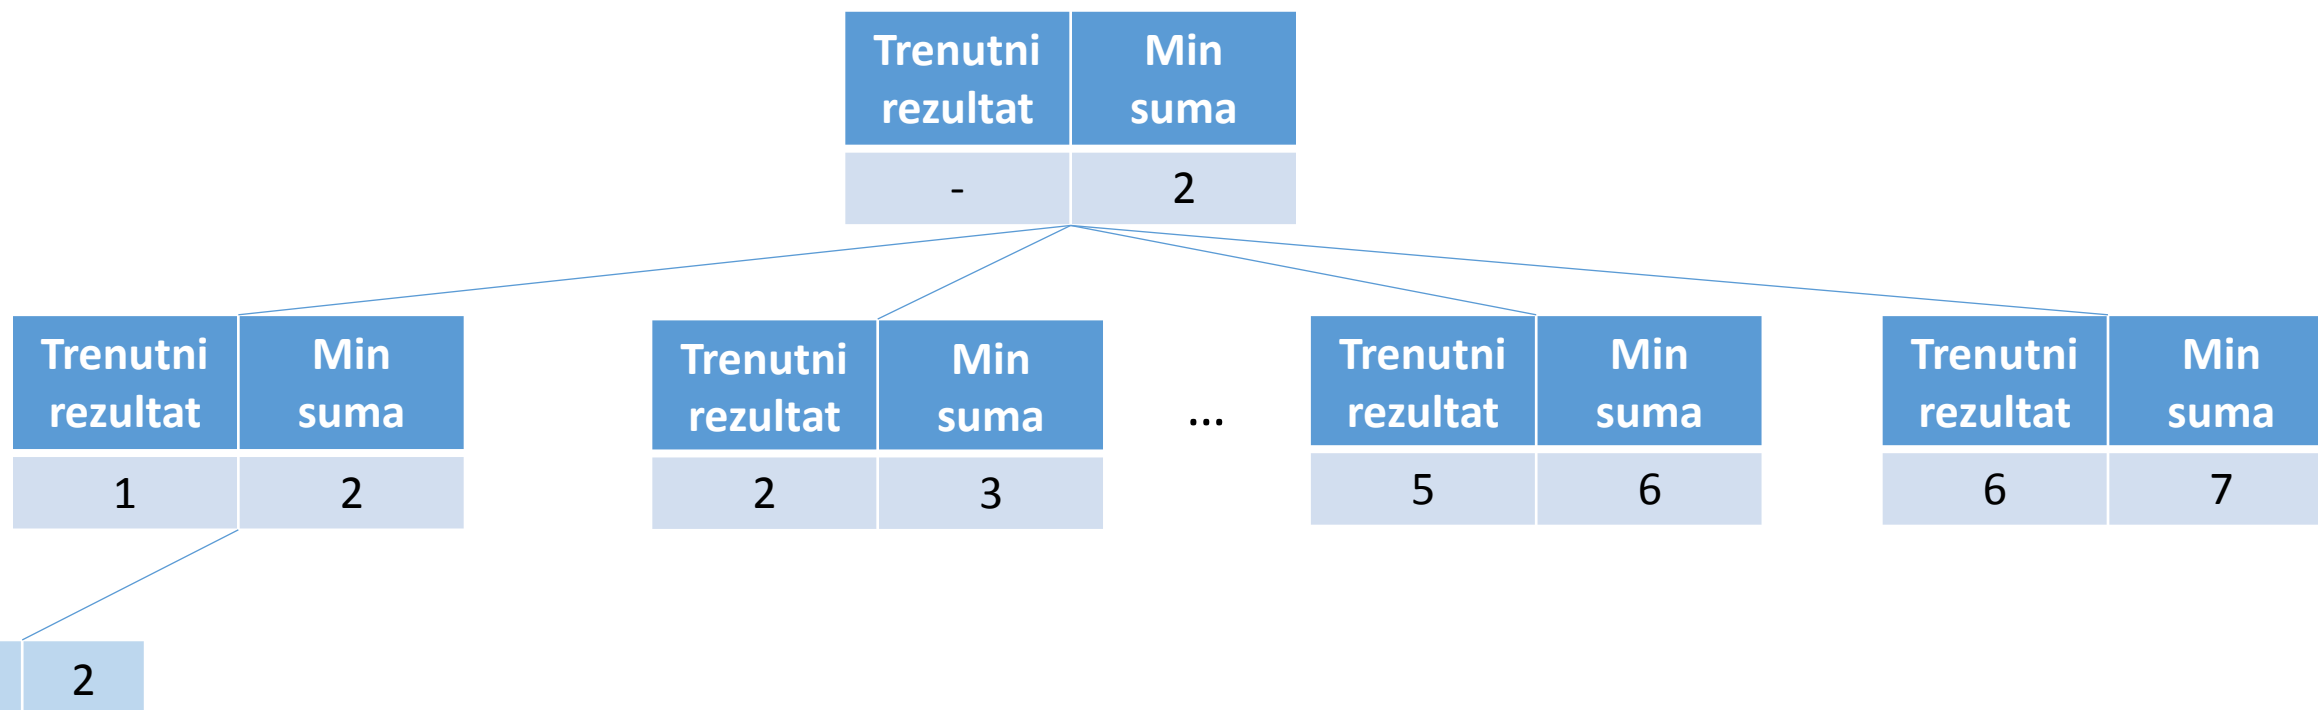 Trenutni Min
rezultat suma
- 2
Trenutni Min
rezultat suma
1 2
Trenutni Min
rezultat suma
2 3
...
Trenutni Min
rezultat suma
5 6
Trenutni Min
rezultat suma
6 7
2